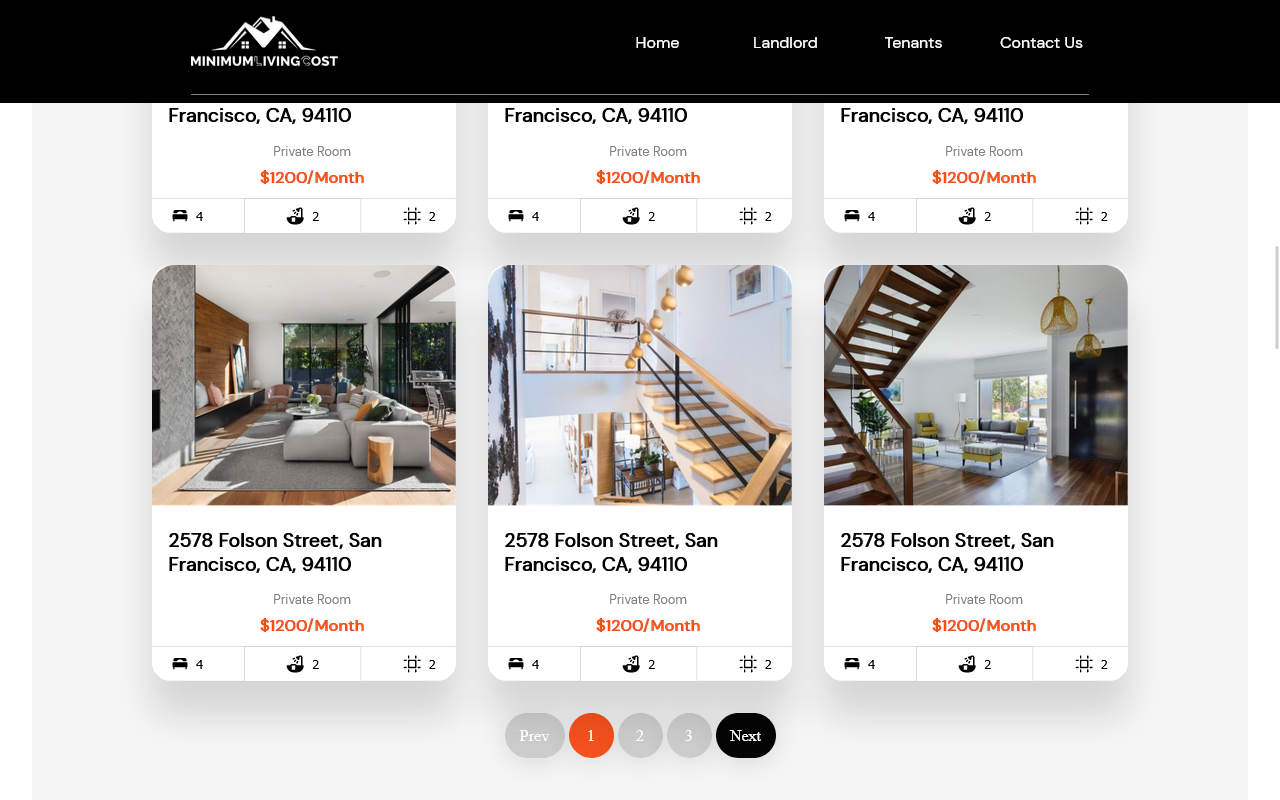 MINIMUMLIVINGCOST
Home
Landlord
Tenants
Contact Us
Francisco, CA, 94110
Private Room
$1200/Month
4
2
2
Francisco, CA, 94110
Private Room
$1200/Month
4
2
2
Francisco, CA, 94110
Private Room
$1200/Month
4
2
2
2578 Folson Street, San
Francisco, CA, 94110
Private Room
$1200/Month
4
2
2
2578 Folson Street, San
Francisco, CA, 94110
Private Room
$1200/Month
4
2
2
2578 Folson Street, San
Francisco, CA, 94110
Private Room
$1200/Month
4
2
2
Prev
1
2
3
Next